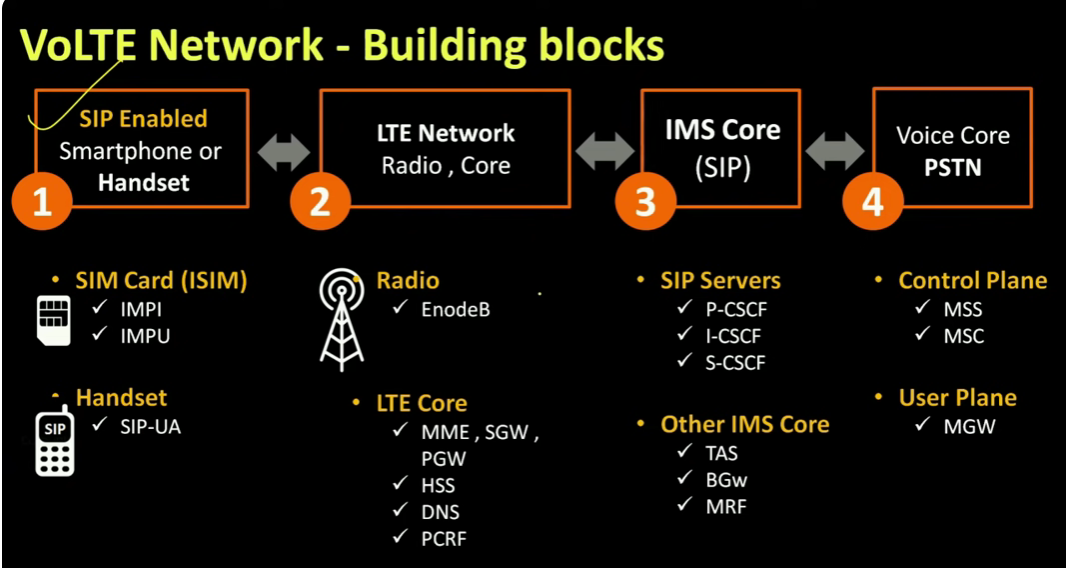 VoLTE Network - Building blocks
SIP Enabled
Smartphone or
Handset
1
LTE Network
Radio , Core
2
IMS Core
(SIP)
3
Voice Core
PSTN
4
• SIM Card (ISIM)
✓ IMPI
✓ IMPU
• Handset
SIP
✓ SIP-UA
• Radio
✓ EnodeB
• LTE Core
✓ MME , SGW ,
PGW
✓ HSS
✓ DNS
✓ PCRF
• SIP Servers
✓ P-CSCF
✓ I-CSCF
✓ S-CSCF
• Other IMS Core
✓ TAS
✓ BGw
✓ MRF
• Control Plane
✓ MSS
✓ MSC
• User Plane
✓ MGW